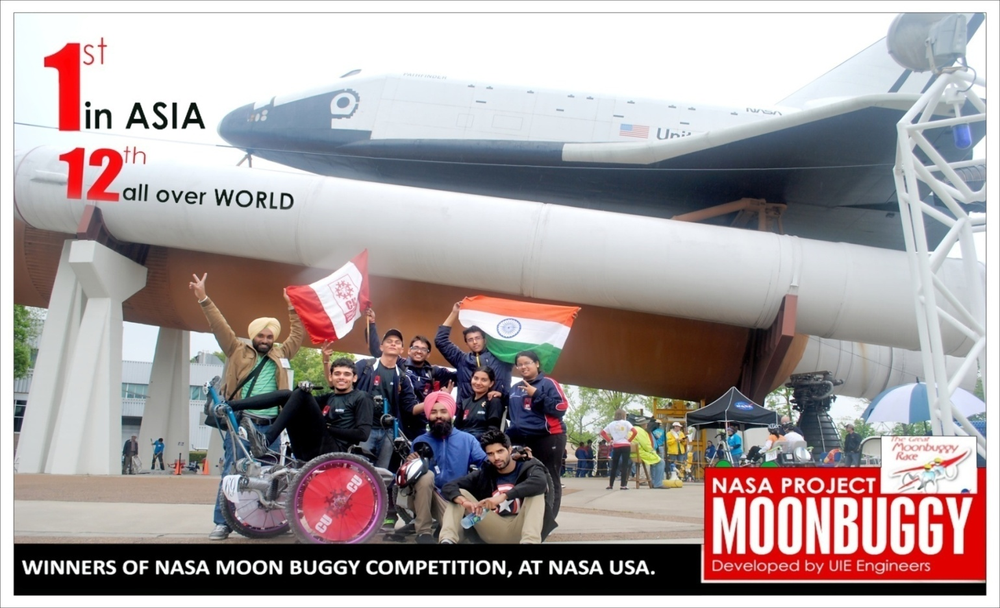 1st
in ASIA
12th
all over WORLD
PATHFINDER
NASA
Unit
CU
CU
CU
69
NASA
The Great
Moonbuggy
Race
NASA PROJECT
MOONBUGGY
Developed by UIE Engineers
WINNERS OF NASA MOON BUGGY COMPETITION, AT NASA USA.